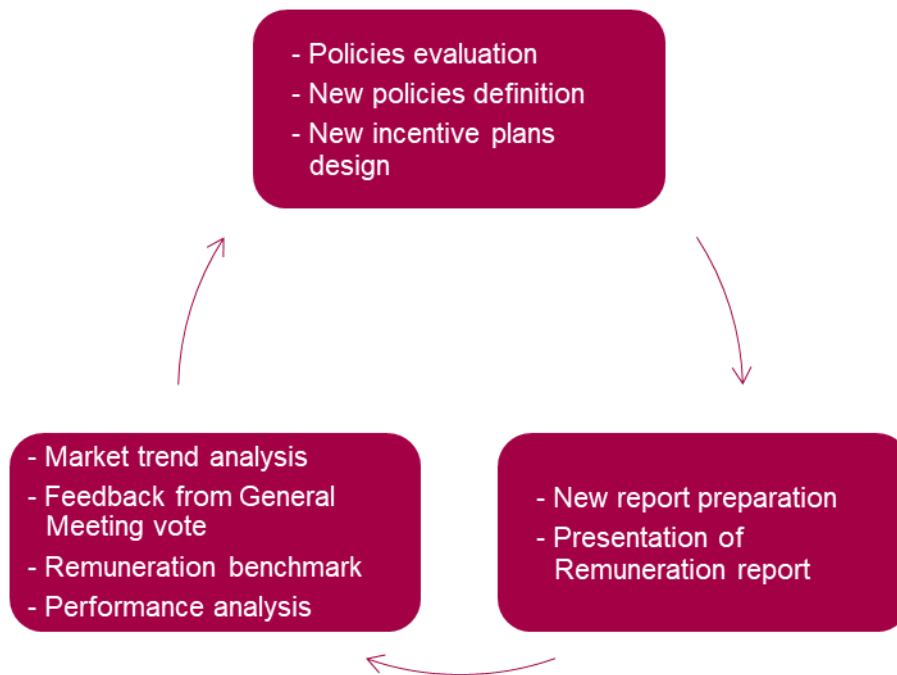 - Policies evaluation
- New policies definition
- New incentive plans
design
- Market trend analysis
- Feedback from General
Meeting vote
- Remuneration benchmark
- Performance analysis
- New report preparation
- Presentation of
Remuneration report